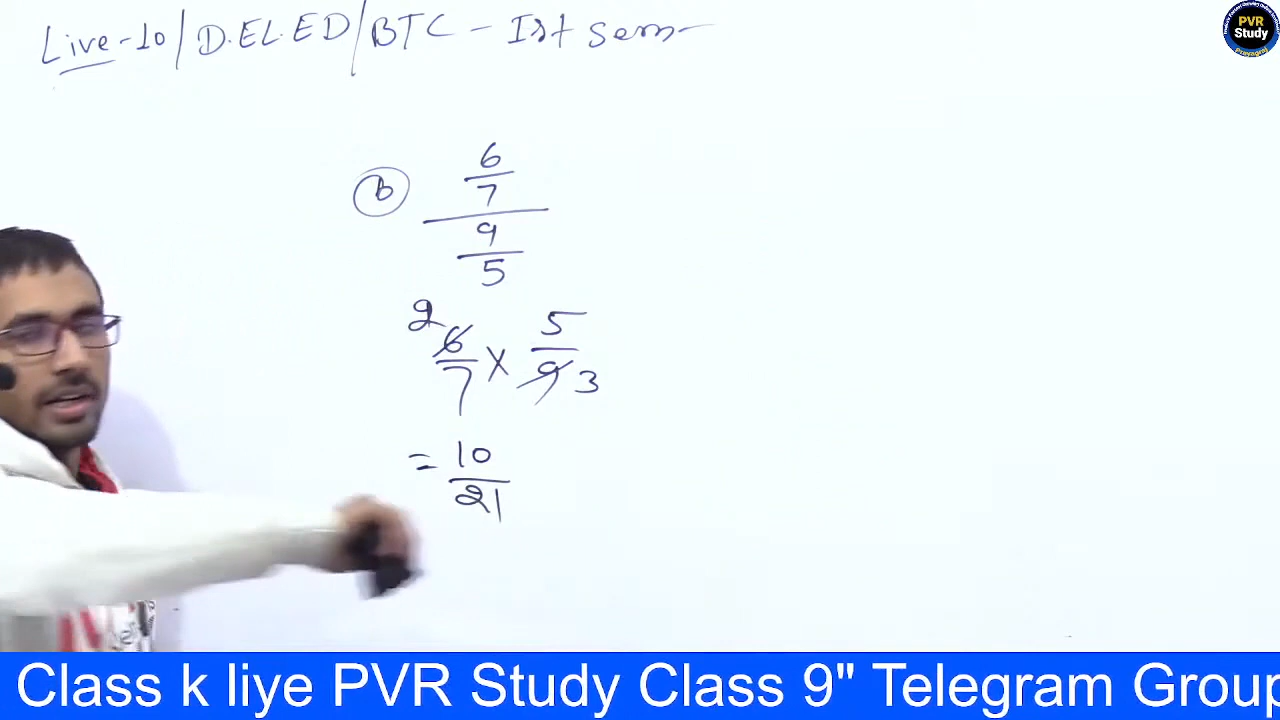 Live-10/D.EL.ED/BTC - Ist Sem
PVR
Study
Prayagraj
b
6
7
9
5
2 6 5
7 × 9 3
= 10
21
Class k liye PVR Study Class 9" Telegram Group